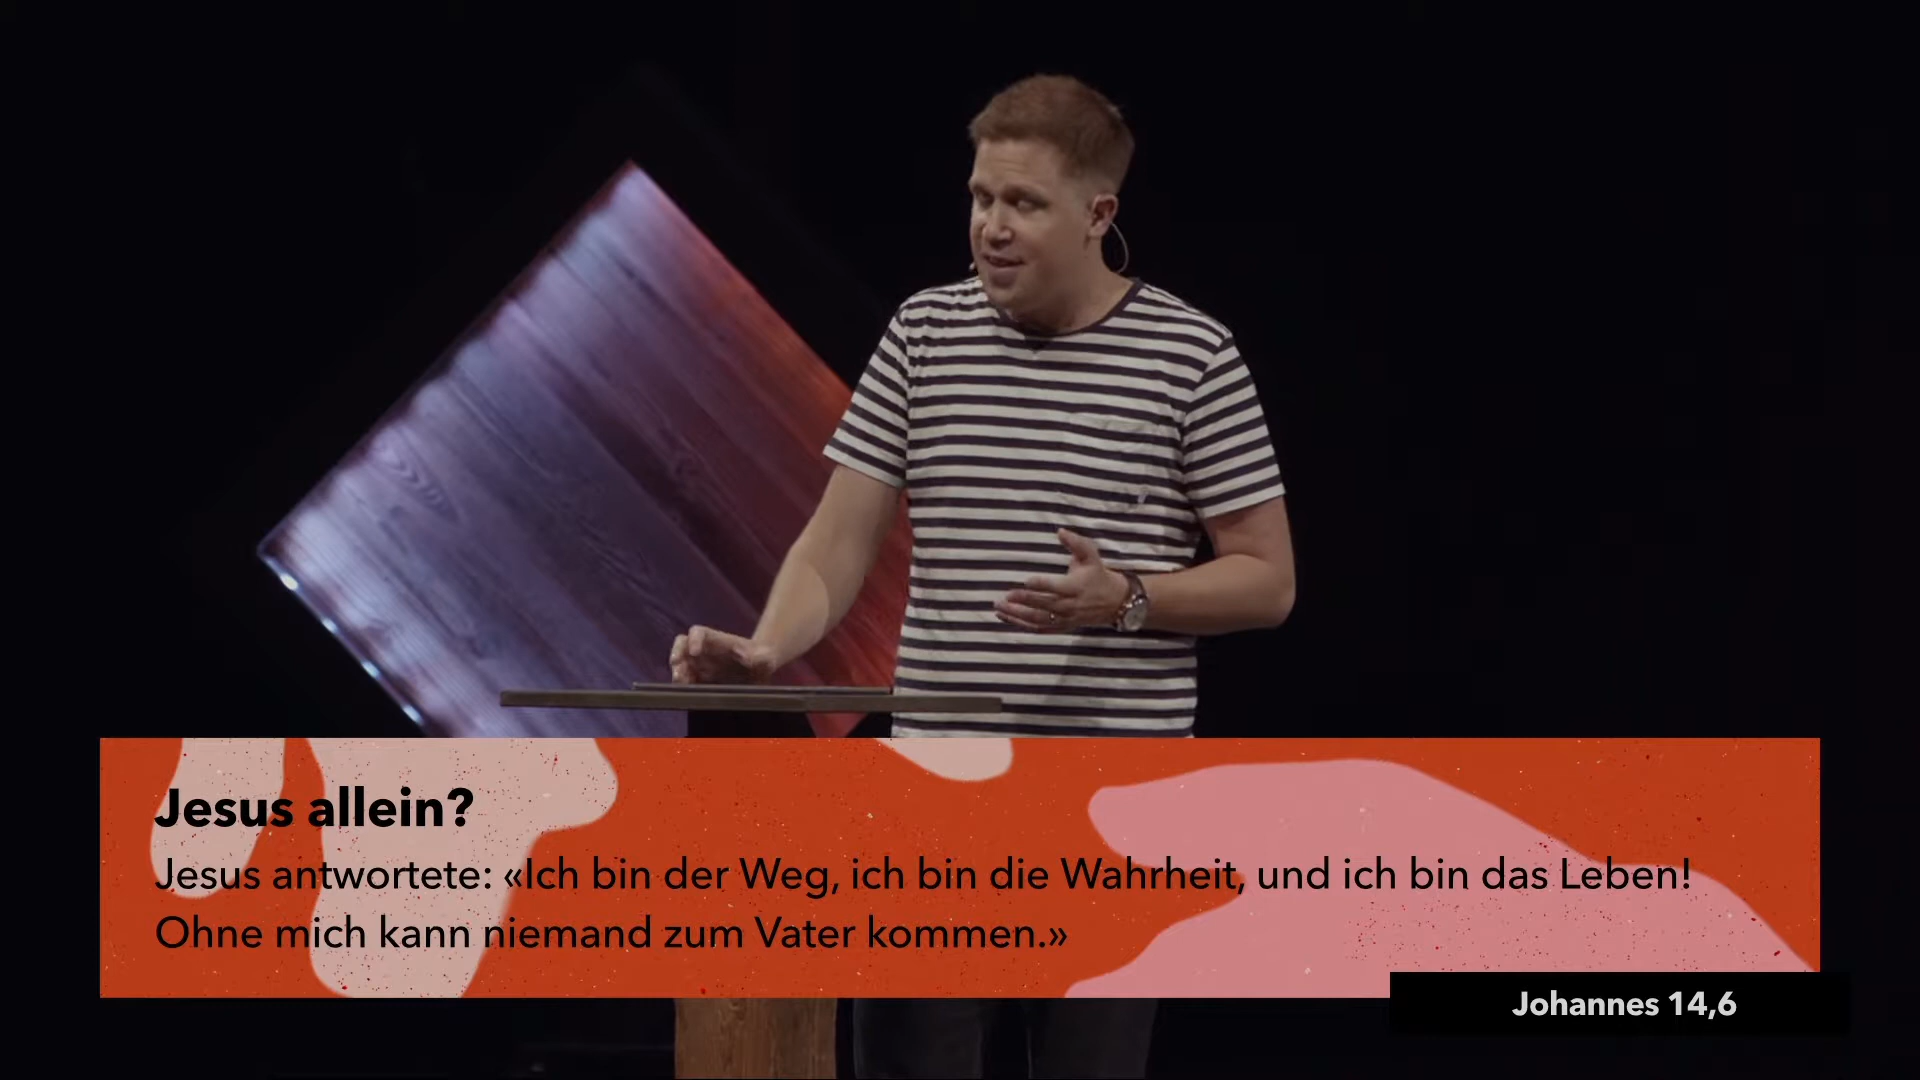 Jesus allein?
Jesus antwortete: «Ich bin der Weg, ich bin die Wahrheit, und ich bin das Leben!
Ohne mich kann niemand zum Vater kommen.»
Johannes 14,6